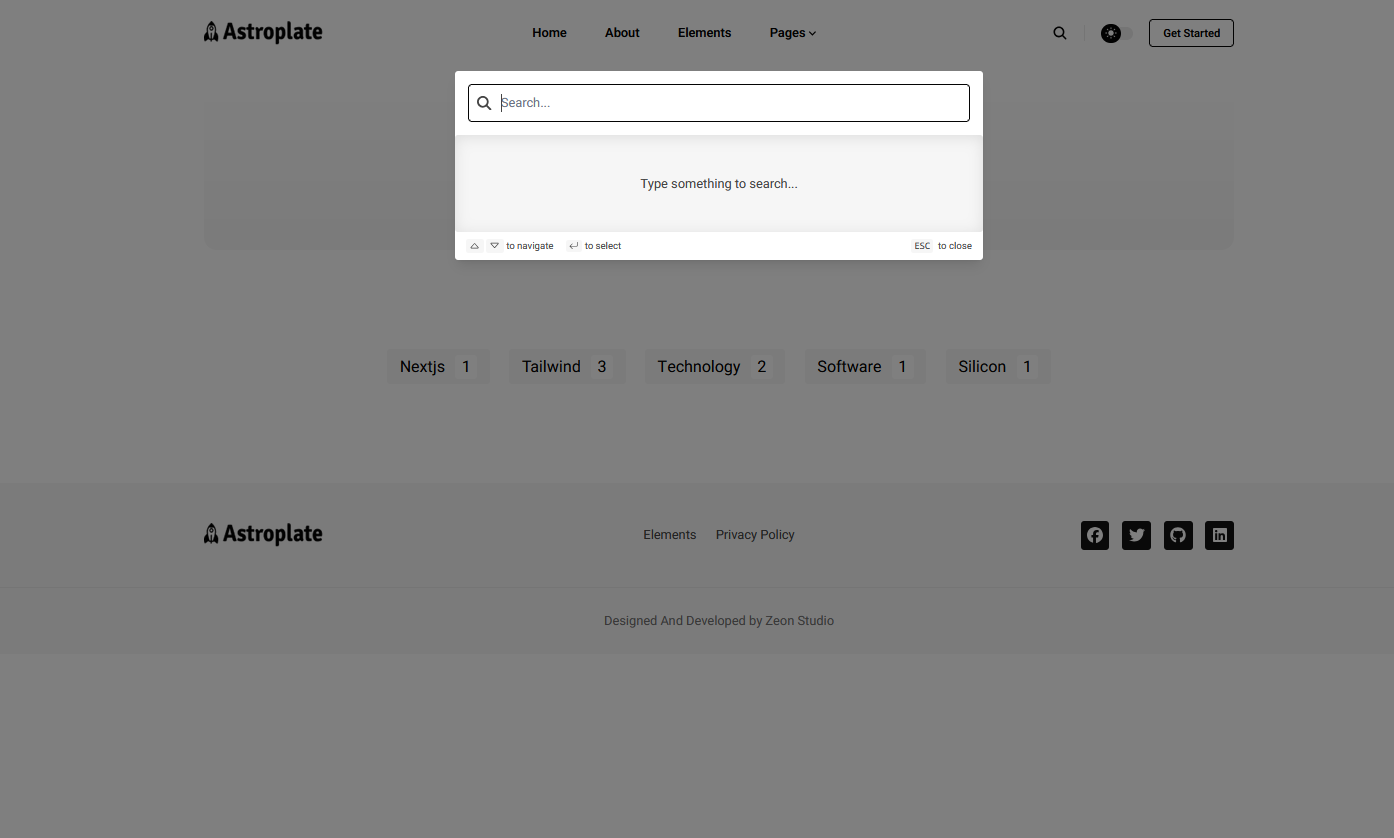 Astroplate
Home
About
Elements
Pages
Get Started
Search...
Type something to search...
to navigate
to select
ESC to close
Nextjs 1
Tailwind 3
Technology 2
Software 1
Silicon 1
Astroplate
Elements
Privacy Policy
Designed And Developed by Zeon Studio